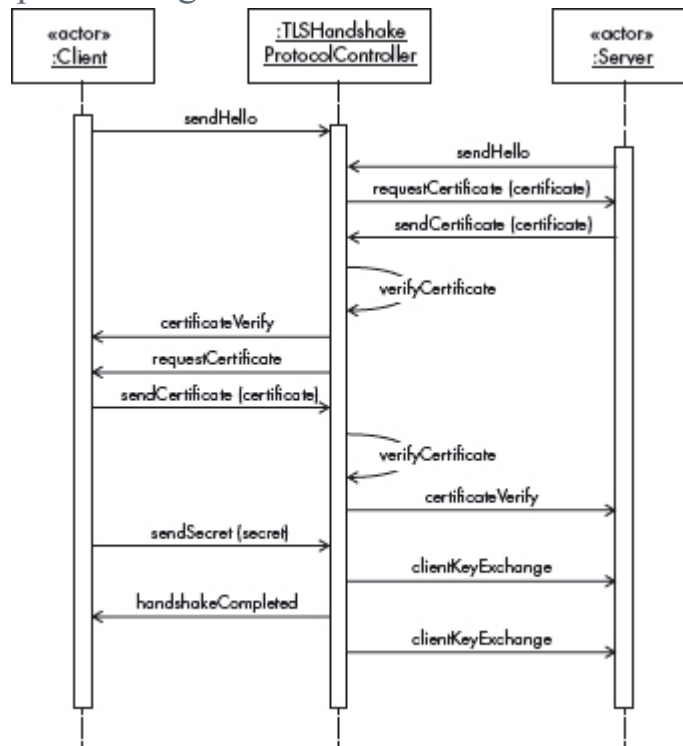 «actor»
:Client
:TLSHandshake
ProtocolController
«actor»
:Server
sendHello
sendHello
requestCertificate (certificate)
sendCertificate (certificate)
verifyCertificate
certificateVerify
requestCertificate
sendCertificate (certificate)
verifyCertificate
certificateVerify
sendSecret (secret)
clientKeyExchange
handshakeCompleted
clientKeyExchange